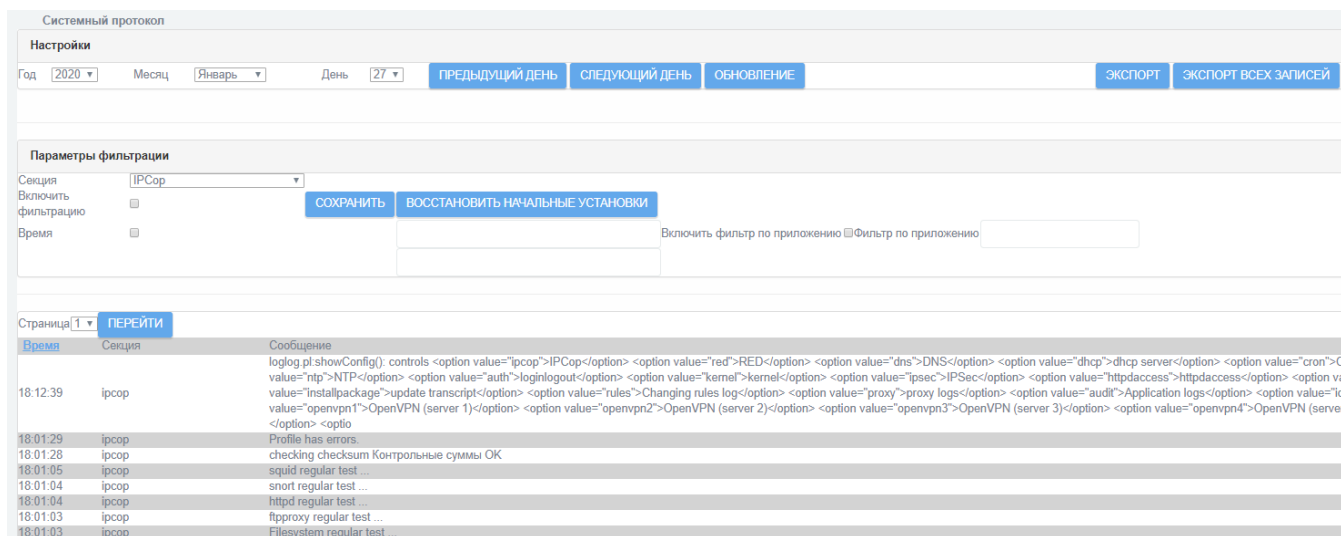 Системный протокол
Настройки
Год 2020 Месяц Январь День 27 ПРЕДЫДУЩИЙ ДЕНЬ СЛЕДУЮЩИЙ ДЕНЬ ОБНОВЛЕНИЕ ЭКСПОРТ ЭКСПОРТ ВСЕХ ЗАПИСЕЙ
Параметры фильтрации
Секция IPCop
Включить фильтрацию СОХРАНИТЬ ВОССТАНОВИТЬ НАЧАЛЬНЫЕ УСТАНОВКИ
Время Включить фильтр по приложению Фильтр по приложению
Страница 1 ПЕРЕЙТИ
Время Секция Сообщение
18:12:39 ipcop loglog.pl:showConfig(): controls <option value="ipcop">IPCop</option> <option value="red">RED</option> <option value="dns">DNS</option> <option value="dhcp">dhcp server</option> <option value="cron">
value="ntp">NTP</option> <option value="auth">loginlogout</option> <option value="kernel">kernel</option> <option value="ipsec">IPSec</option> <option value="httpdaccess">httpdaccess</option> <option
value="installpackage">update transcript</option> <option value="rules">Changing rules log</option> <option value="proxy">proxy logs</option> <option value="audit">Application logs</option> <option
value="openvpn1">OpenVPN (server 1)</option> <option value="openvpn2">OpenVPN (server 2)</option> <option value="openvpn3">OpenVPN (server 3)</option> <option value="openvpn4">OpenVPN
</option> <optio
18:01:29 ipcop Profile has errors.
18:01:28 ipcop checking checksum Контрольные суммы OK
18:01:05 ipcop squid regular test ...
18:01:04 ipcop snort regular test ...
18:01:04 ipcop httpd regular test ...
18:01:03 ipcop ftpproxy regular test ...
18:01:03 ipcop Filesystem regular test ...